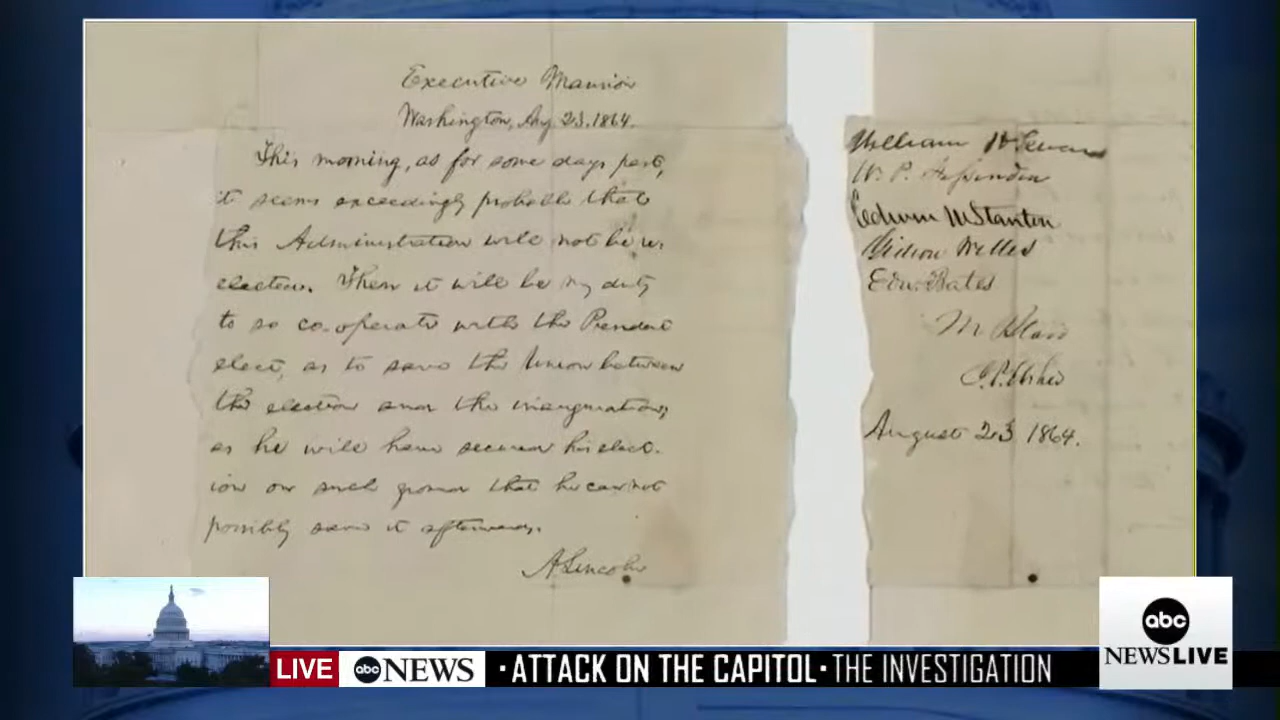 Executive Mansion
Washington, Aug. 23, 1864.
This morning, as for some days past,
it seems exceedingly probable that
this Administration will not be re-
elected. Then it will be my duty
to so co-operate with the President
elect, as to save the Union between
the election and the inauguration;
as he will have secured his elect-
ion on such ground that he can not
possibly save it afterwards.
A. Lincoln
William H Seward
W. P. Fessenden
Edwin M Stanton
Gideon Welles
Edw. Bates
M Blair
J. P. Usher
August 23 1864.
LIVE abc NEWS · ATTACK ON THE CAPITOL · THE INVESTIGATION
abc
NEWS LIVE